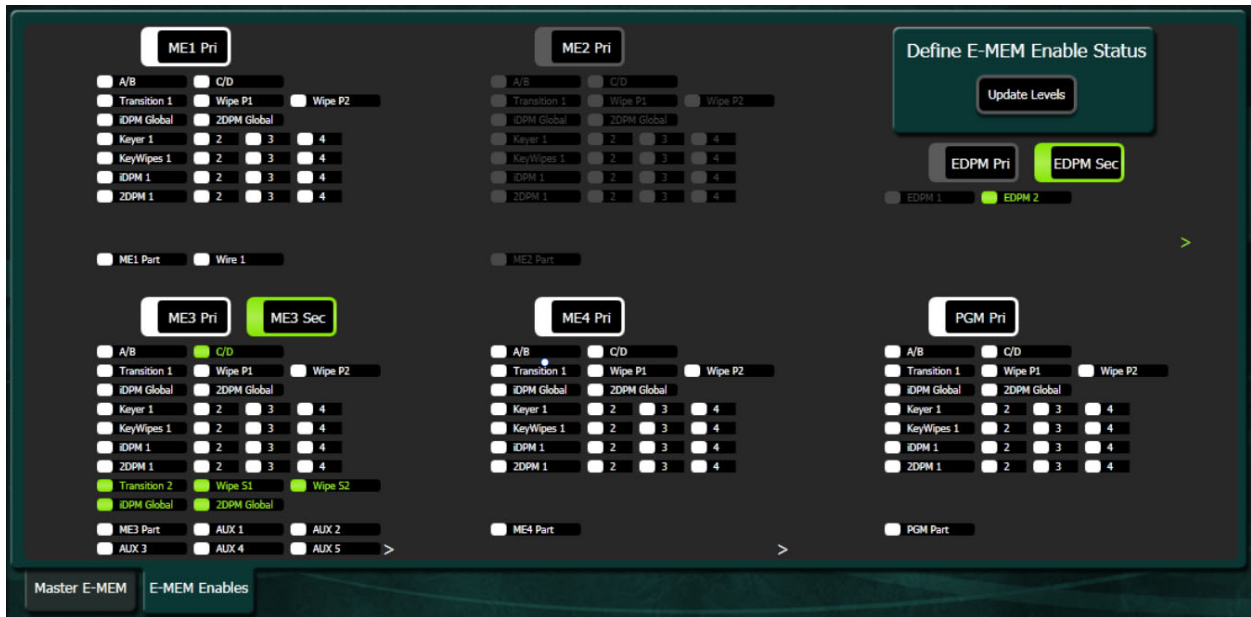 ME1 Pri
A/B C/D
Transition 1 Wipe P1 Wipe P2
iDPM Global 2DPM Global
Keyer 1 2 3 4
KeyWipes 1 2 3 4
iDPM 1 2 3 4
2DPM 1 2 3 4
ME1 Part Wire 1
ME2 Pri
A/B C/D
Transition 1 Wipe P1 Wipe P2
iDPM Global 2DPM Global
Keyer 1 2 3 4
KeyWipes 1 2 3 4
iDPM 1 2 3 4
2DPM 1 2 3 4
ME2 Part
Define E-MEM Enable Status
Update Levels
EDPM Pri EDPM Sec
EDPM 1 EDPM 2
>
ME3 Pri ME3 Sec
A/B C/D
Transition 1 Wipe P1 Wipe P2
iDPM Global 2DPM Global
Keyer 1 2 3 4
KeyWipes 1 2 3 4
iDPM 1 2 3 4
2DPM 1 2 3 4
Transition 2 Wipe S1 Wipe S2
iDPM Global 2DPM Global
ME3 Part AUX 1 AUX 2
AUX 3 AUX 4 AUX 5 >
ME4 Pri
A/B C/D
Transition 1 Wipe P1 Wipe P2
iDPM Global 2DPM Global
Keyer 1 2 3 4
KeyWipes 1 2 3 4
iDPM 1 2 3 4
2DPM 1 2 3 4
ME4 Part
>
PGM Pri
A/B C/D
Transition 1 Wipe P1 Wipe P2
iDPM Global 2DPM Global
Keyer 1 2 3 4
KeyWipes 1 2 3 4
iDPM 1 2 3 4
2DPM 1 2 3 4
PGM Part
Master E-MEM E-MEM Enables